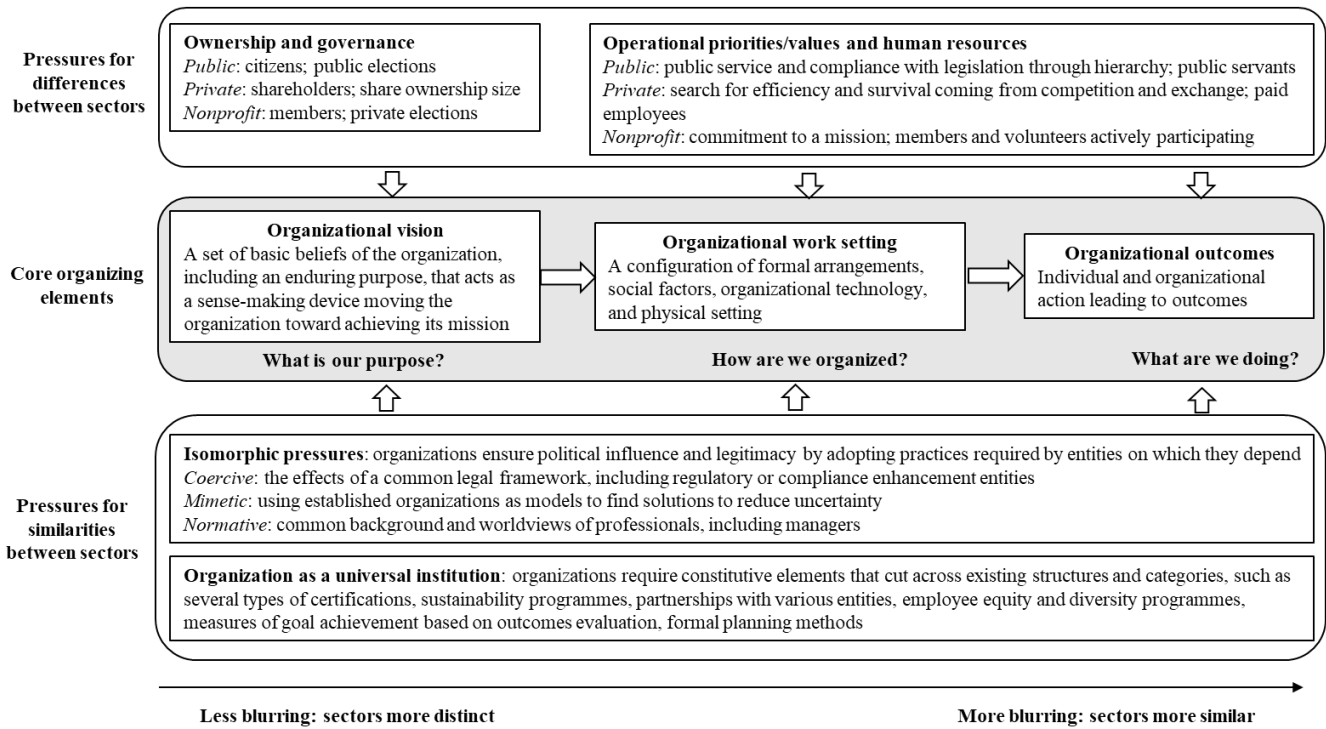 Pressures for
differences
between sectors
Ownership and governance
Public: citizens; public elections
Private: shareholders; share ownership size
Nonprofit: members; private elections
Operational priorities/values and human resources
Public: public service and compliance with legislation through hierarchy; public servants
Private: search for efficiency and survival coming from competition and exchange; paid
employees
Nonprofit: commitment to a mission; members and volunteers actively participating
Core organizing
elements
Organizational vision
A set of basic beliefs of the organization,
including an enduring purpose, that acts as
a sense-making device moving the
organization toward achieving its mission
What is our purpose?
Organizational work setting
A configuration of formal arrangements,
social factors, organizational technology,
and physical setting
How are we organized?
Organizational outcomes
Individual and organizational
action leading to outcomes
What are we doing?
Pressures for
similarities
between sectors
Isomorphic pressures: organizations ensure political influence and legitimacy by adopting practices required by entities on which they depend
Coercive: the effects of a common legal framework, including regulatory or compliance enhancement entities
Mimetic: using established organizations as models to find solutions to reduce uncertainty
Normative: common background and worldviews of professionals, including managers
Organization as a universal institution: organizations require constitutive elements that cut across existing structures and categories, such as
several types of certifications, sustainability programmes, partnerships with various entities, employee equity and diversity programmes,
measures of goal achievement based on outcomes evaluation, formal planning methods
Less blurring: sectors more distinct
More blurring: sectors more similar